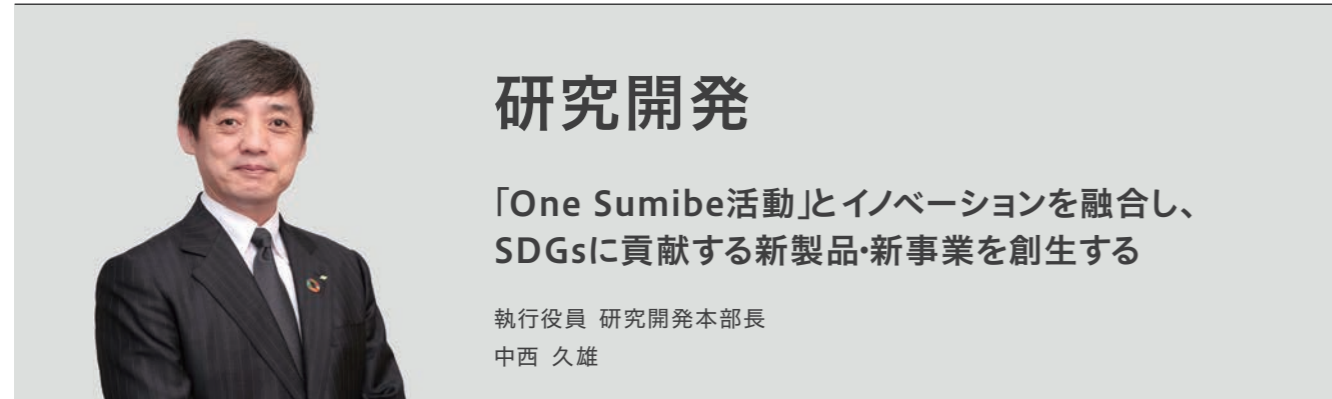 研究開発
「One Sumibe活動」とイノベーションを融合し、
SDGsに貢献する新製品・新事業を創生する
執行役員 研究開発本部長
中西 久雄